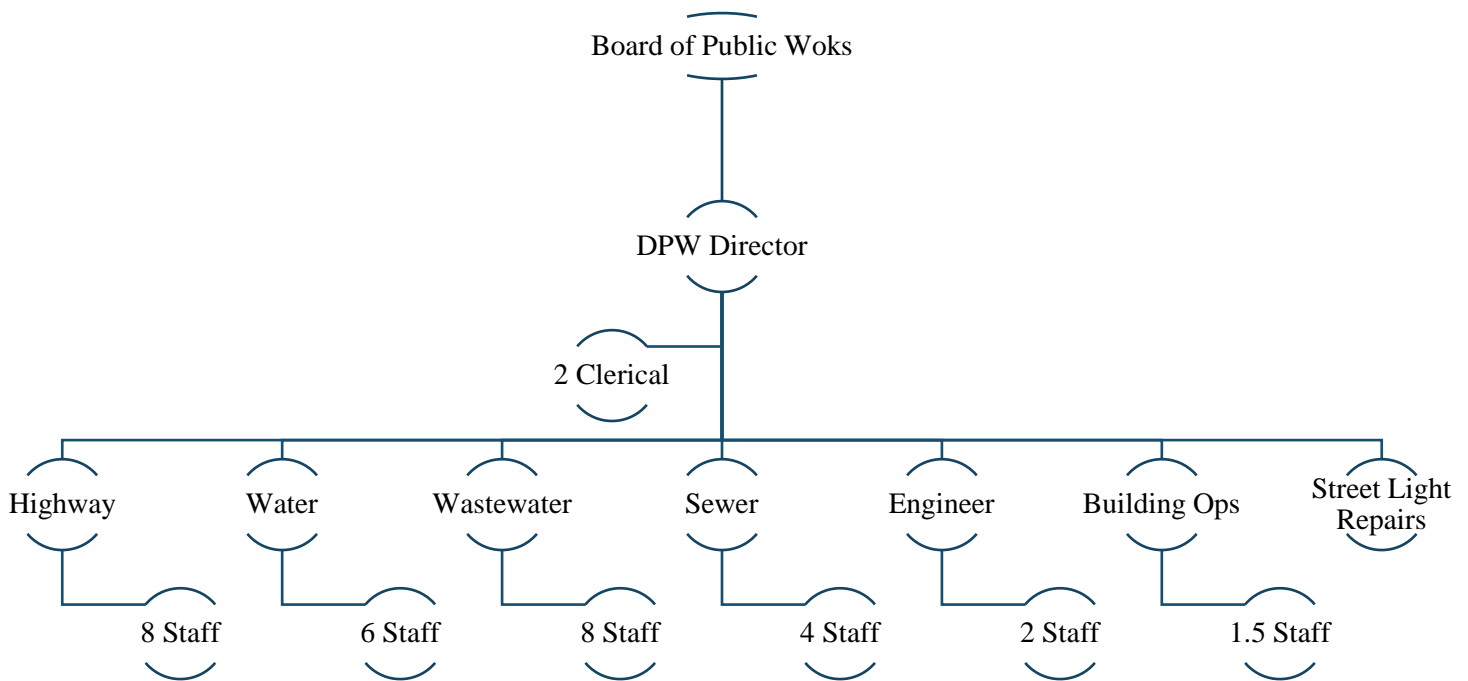 Board of Public Woks
DPW Director
2 Clerical
Highway
Water
Wastewater
Sewer
Engineer
Building Ops
Street Light
Repairs
8 Staff
6 Staff
8 Staff
4 Staff
2 Staff
1.5 Staff